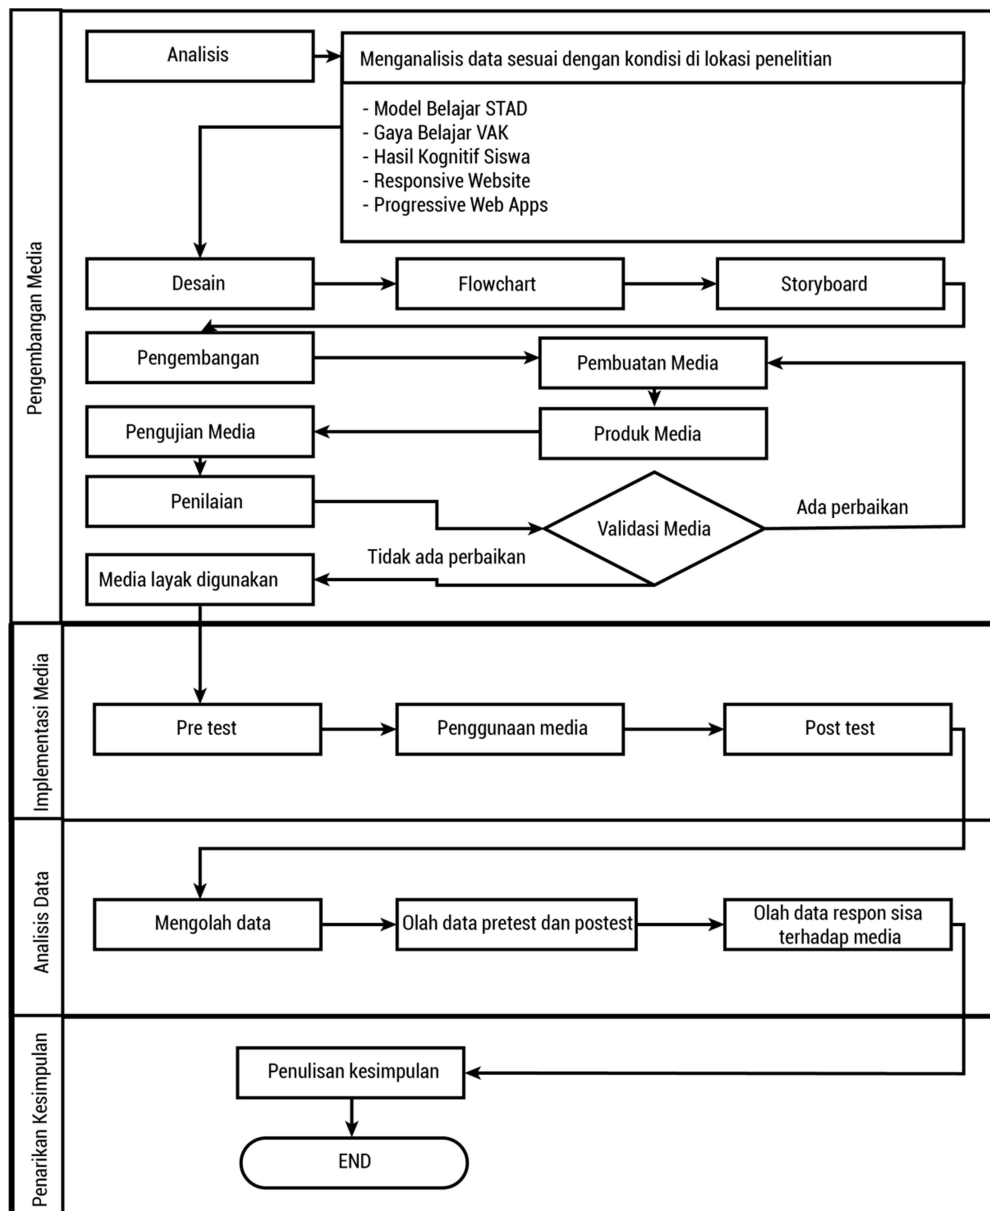 Pengembangan Media
Analisis
Menganalisis data sesuai dengan kondisi di lokasi penelitian
- Model Belajar STAD
- Gaya Belajar VAK
- Hasil Kognitif Siswa
- Responsive Website
- Progressive Web Apps
Desain
Flowchart
Storyboard
Pengembangan
Pembuatan Media
Pengujian Media
Produk Media
Penilaian
Validasi Media
Ada perbaikan
Tidak ada perbaikan
Media layak digunakan
Implementasi Media
Pre test
Penggunaan media
Post test
Analisis Data
Mengolah data
Olah data pretest dan postest
Olah data respon sisa
terhadap media
Penarikan Kesimpulan
Penulisan kesimpulan
END